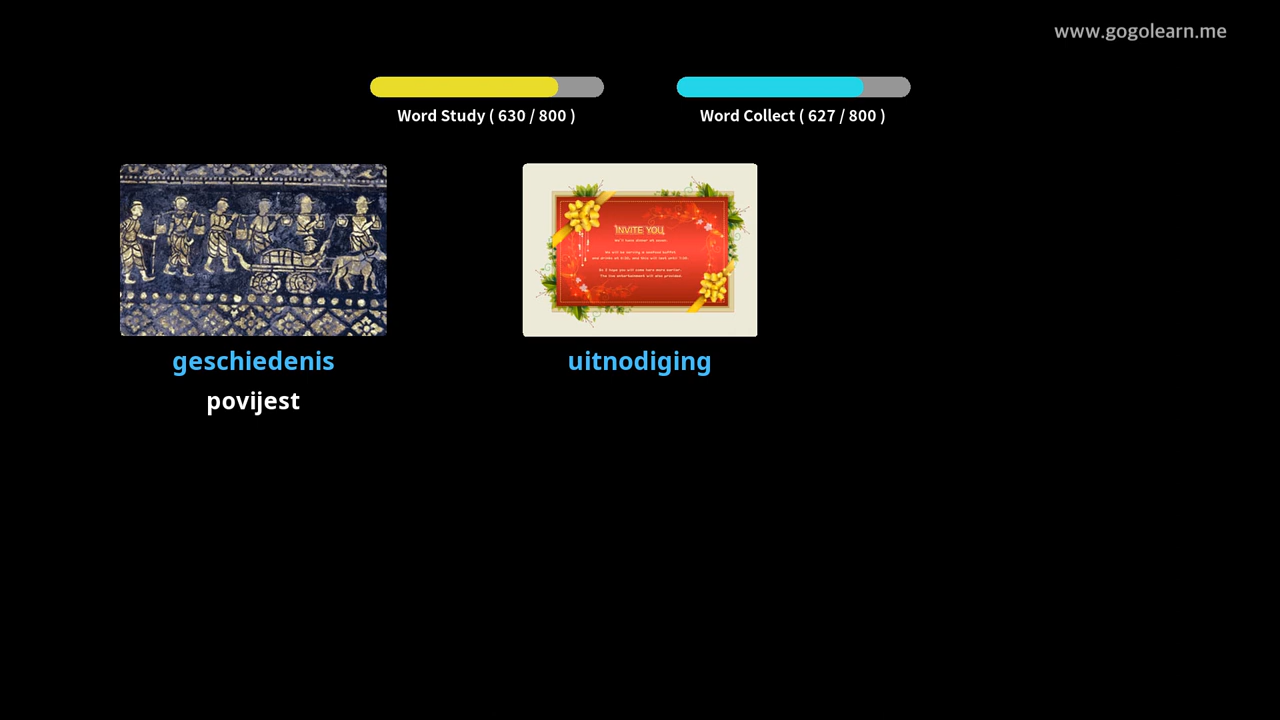 www.gogolearn.me
Word Study ( 630 / 800 )
Word Collect ( 627 / 800 )
INVITE YOU
geschiedenis
uitnodiging
povijest